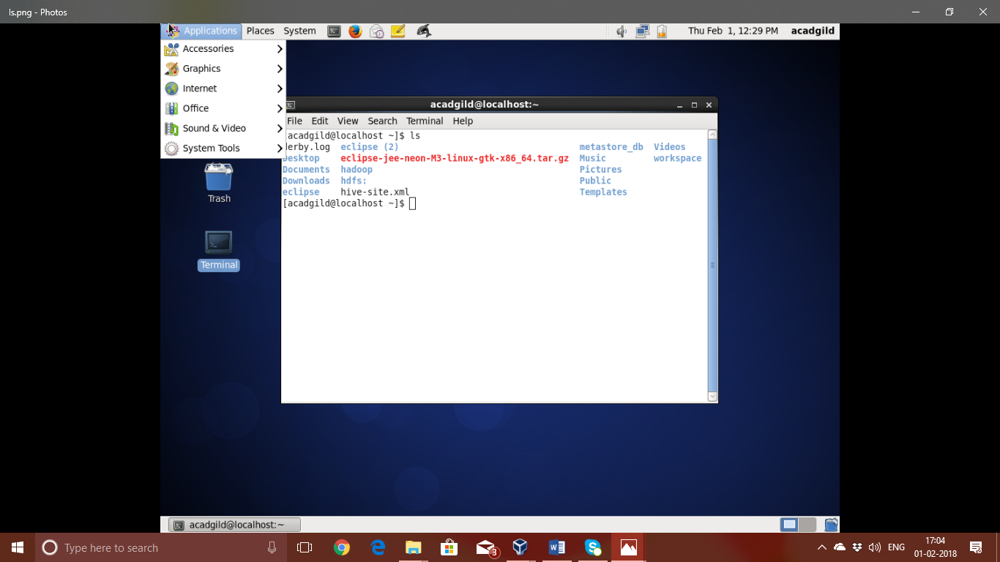 ls.png - Photos
Applications Places System Thu Feb 1, 12:29 PM acadgild
Accessories
Graphics
Internet
Office
Sound & Video
System Tools
Trash
Terminal
acadgild@localhost:~
File Edit View Search Terminal Help
acadgild@localhost ~]$ ls
derby.log eclipse (2) metastore_db Videos
Desktop eclipse-jee-neon-M3-linux-gtk-x86_64.tar.gz Music workspace
Documents hadoop Pictures
Downloads hdfs: Public
eclipse hive-site.xml Templates
[acadgild@localhost ~]$
acadgild@localhost:~
Type here to search 3 ENG 17:04
01-02-2018